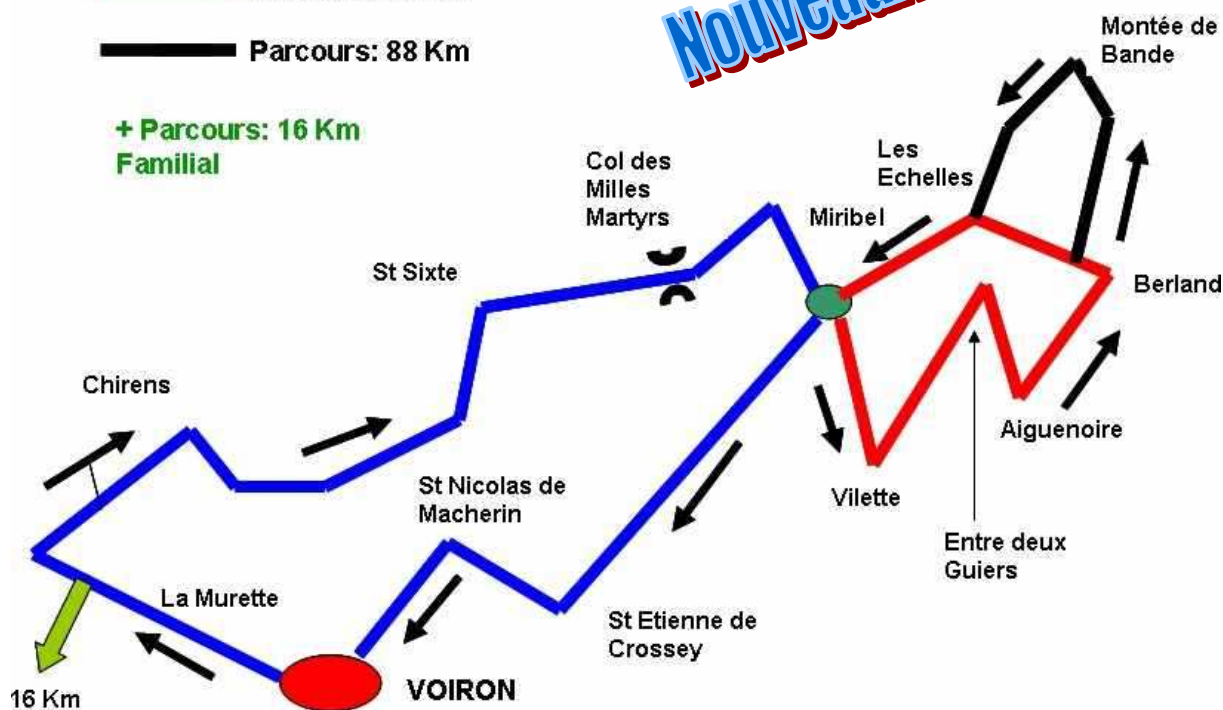 Nouveau
Parcours: 88 Km
+ Parcours: 16 Km
Familial
Montée de
Bande
Col des
Milles
Martyrs
Les
Echelles
Miribel
St Sixte
Berland
Chirens
Aiguenoire
St Nicolas de
Macherin
Vilette
Entre deux
Guiers
La Murette
St Etienne de
Crossey
VOIRON
16 Km